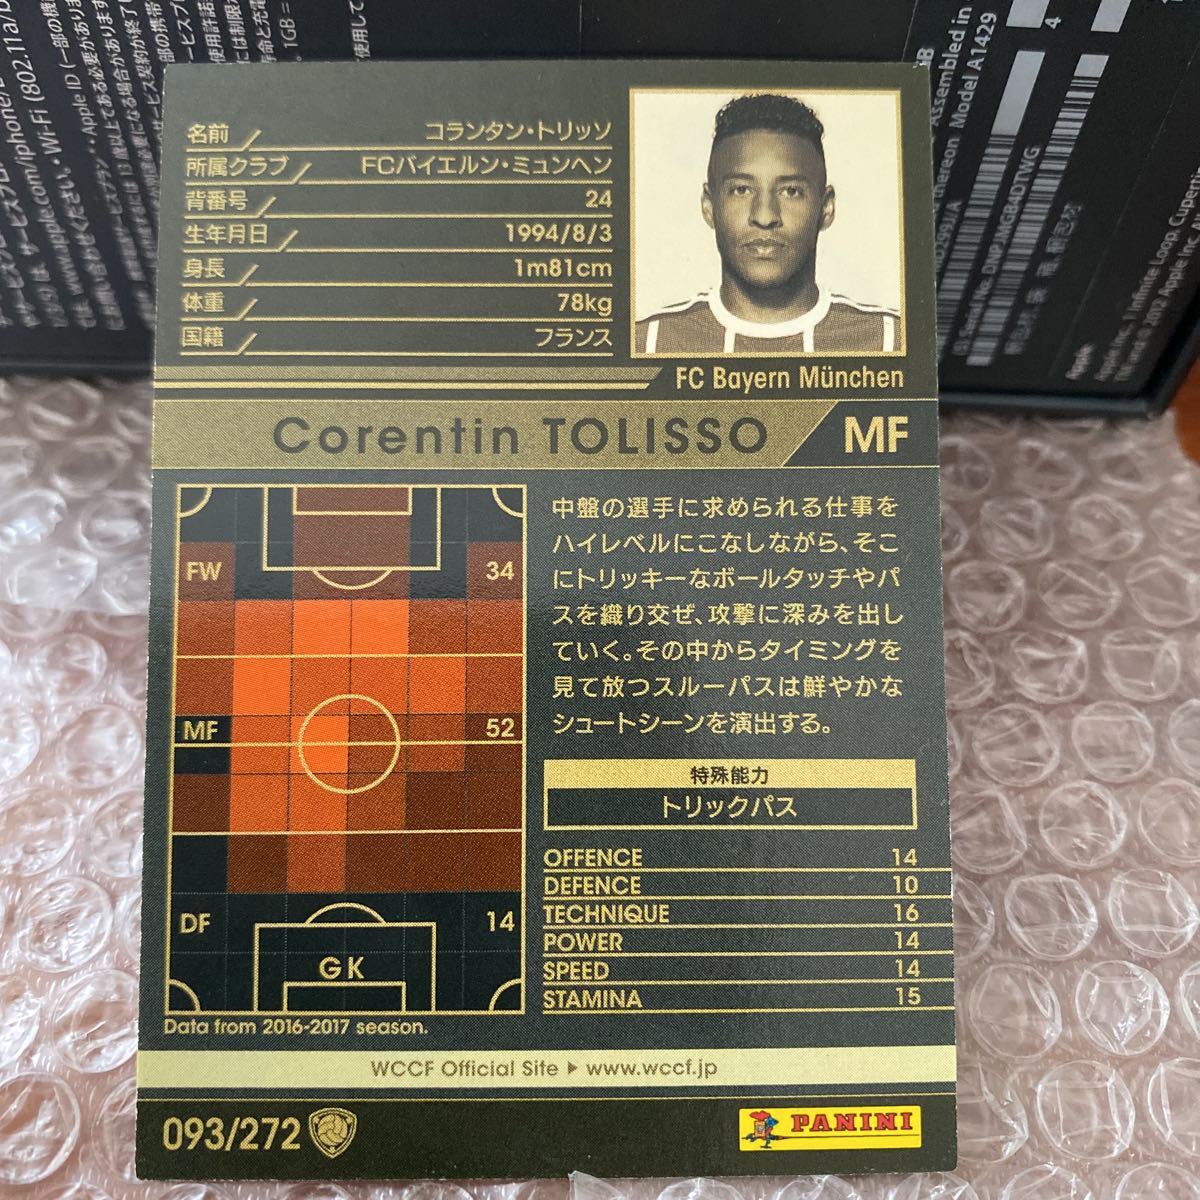 名前 コランタン・トリッソ
所属クラブ FCバイエルン・ミュンヘン
背番号 24
生年月日 1994/8/3
身長 1m81cm
体重 78kg
国籍 フランス
FC Bayern München
Corentin TOLISSO MF
中盤の選手に求められる仕事を
ハイレベルにこなしながら、そこ
にトリッキーなボールタッチやパ
スを織り交ぜ、攻撃に深みを出し
ていく。その中からタイミングを
見て放つスルーパスは鮮やかな
シュートシーンを演出する。
特殊能力
トリックパス
OFFENCE 14
DEFENCE 10
TECHNIQUE 16
POWER 14
SPEED 14
STAMINA 15
FW 34
MF 52
DF 14
GK
Data from 2016-2017 season.
WCCF Official Site ▶ www.wccf.jp
093/272
PANINI
Assembled in
Model A1429